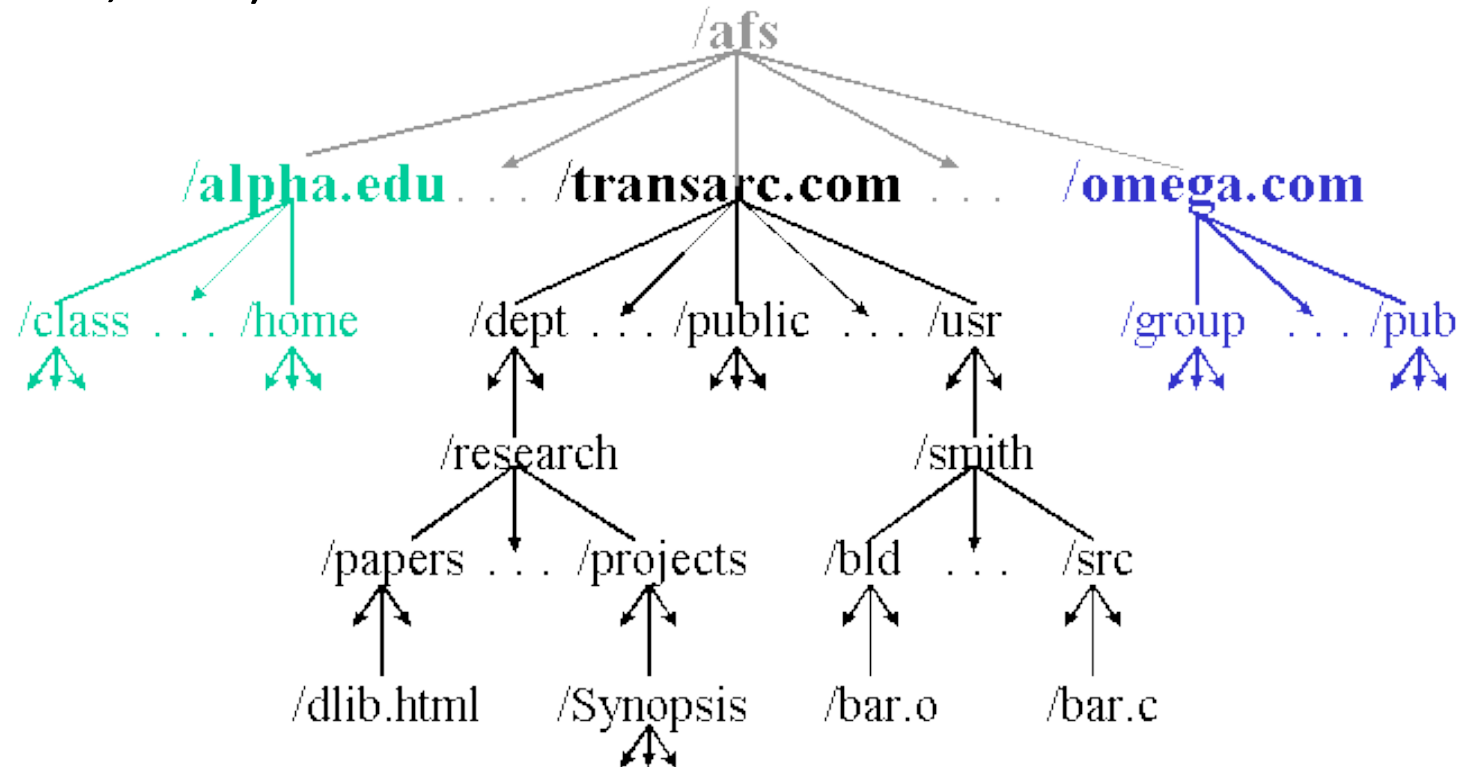 /afs
/alpha.edu . . . /transarc.com . . . /omega.com
/class . . . /home /dept . . . /public . . . /usr /group . . . /pub
/research /smith
/papers . . . /projects /bld . . . /src
/dlib.html /Synopsis /bar.o /bar.c